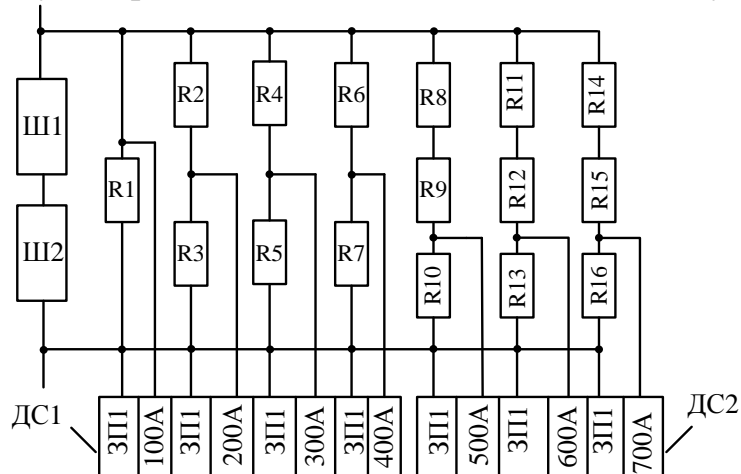 R2 R4 R6 R8 R11 R14
Ш1
R1 R9 R12 R15
Ш2 R3 R5 R7 R10 R13 R16
ДС1 ДС2
ЗП1 100А ЗП1 200А ЗП1 300А ЗП1 400А ЗП1 500А ЗП1 600А ЗП1 700А